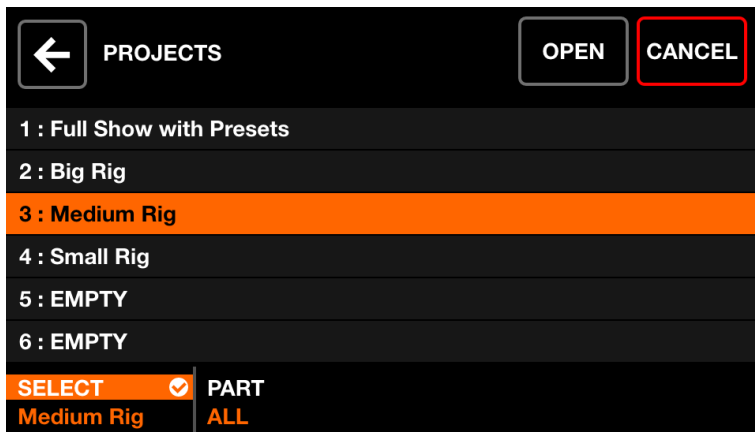 PROJECTS OPEN CANCEL
1 : Full Show with Presets
2 : Big Rig
3 : Medium Rig
4 : Small Rig
5 : EMPTY
6 : EMPTY
SELECT PART
Medium Rig ALL